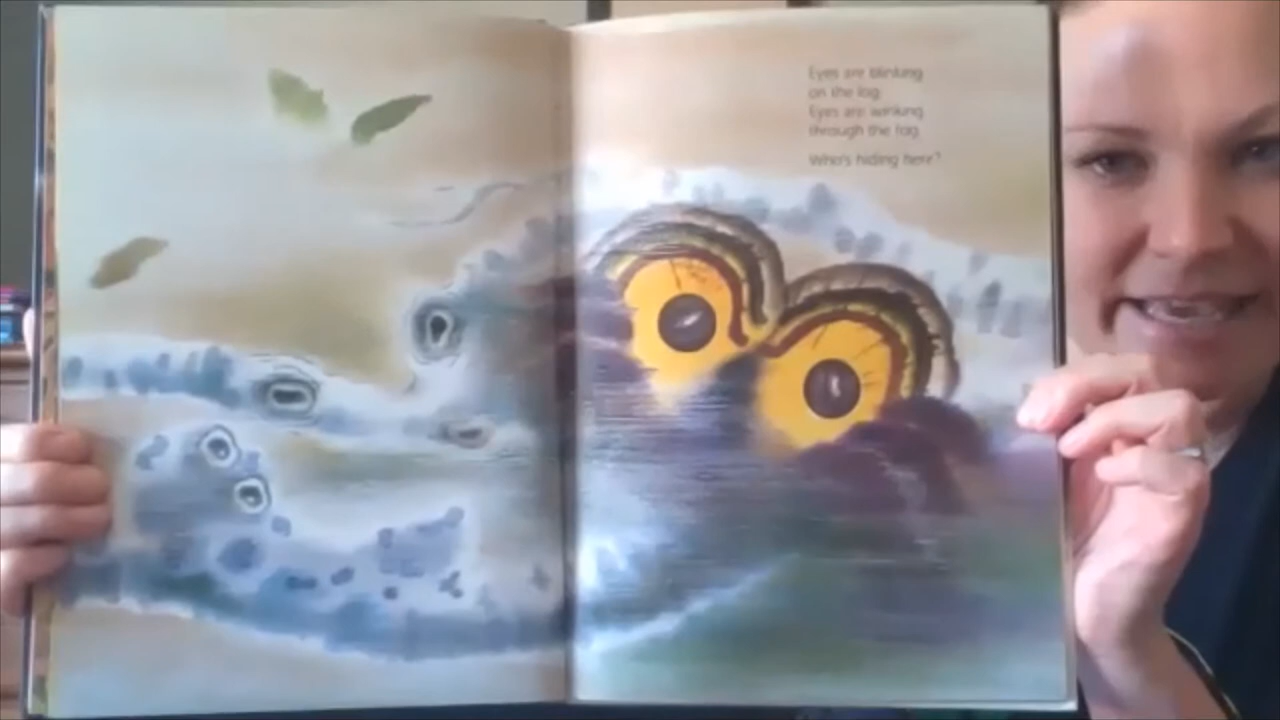 Eyes are blinking
on the log.
Eyes are winking
through the fog.
Who's hiding here?